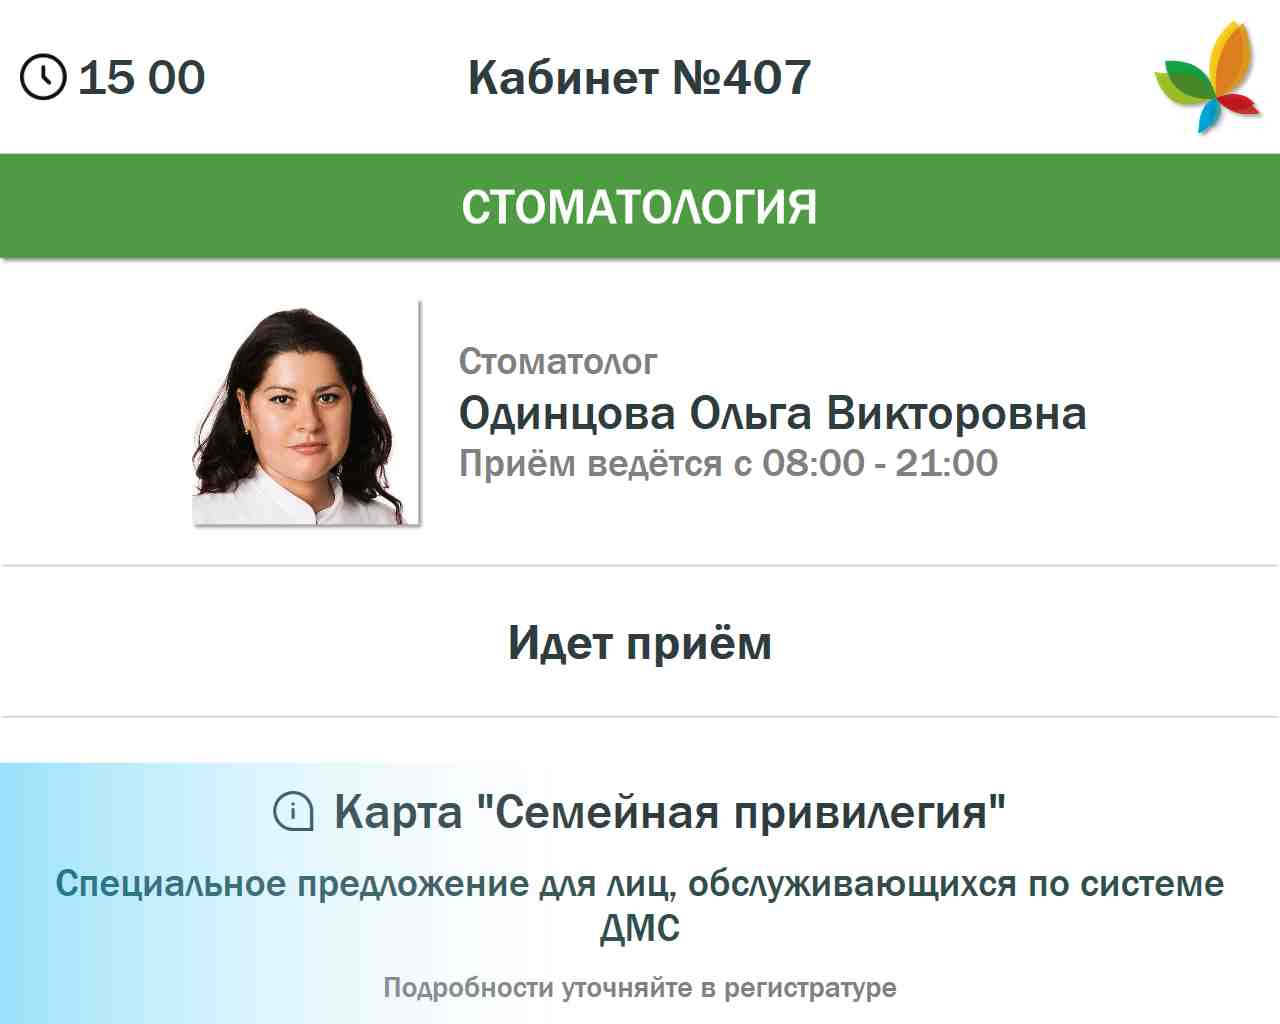 15 00
Кабинет №407
СТОМАТОЛОГИЯ
Стоматолог
Одинцова Ольга Викторовна
Приём ведётся с 08:00 - 21:00
Идет приём
Карта "Семейная привилегия"
Специальное предложение для лиц, обслуживающихся по системе
ДМС
Подробности уточняйте в регистратуре